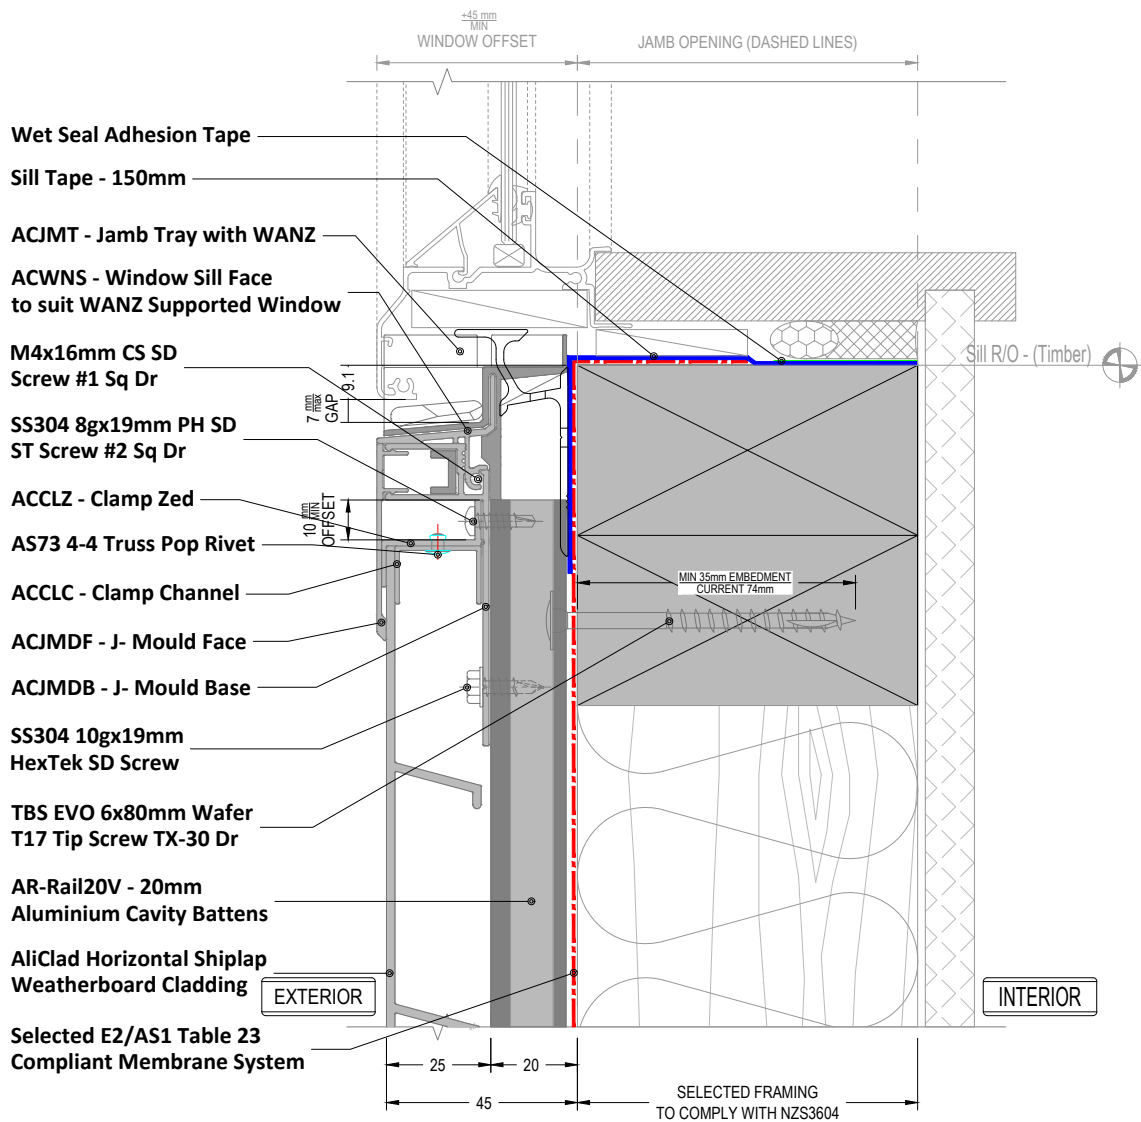 +45 mm
MIN
WINDOW OFFSET
JAMB OPENING (DASHED LINES)
Wet Seal Adhesion Tape
Sill Tape - 150mm
ACJMT - Jamb Tray with WANZ
ACWNS - Window Sill Face
to suit WANZ Supported Window
M4x16mm CS SD
Screw #1 Sq Dr
SS304 8gx19mm PH SD
ST Screw #2 Sq Dr
ACCLZ - Clamp Zed
AS73 4-4 Truss Pop Rivet
ACCLC - Clamp Channel
ACJMDF - J- Mould Face
ACJMDB - J- Mould Base
SS304 10gx19mm
HexTek SD Screw
TBS EVO 6x80mm Wafer
T17 Tip Screw TX-30 Dr
AR-Rail20V - 20mm
Aluminium Cavity Battens
AliClad Horizontal Shiplap
Weatherboard Cladding
Selected E2/AS1 Table 23
Compliant Membrane System
9.1
7 mm max
GAP
10 mm MIN
OFFSET
Sill R/O - (Timber)
MIN 35mm EMBEDMENT
CURRENT 74mm
EXTERIOR
INTERIOR
25
20
45
SELECTED FRAMING
TO COMPLY WITH NZS3604